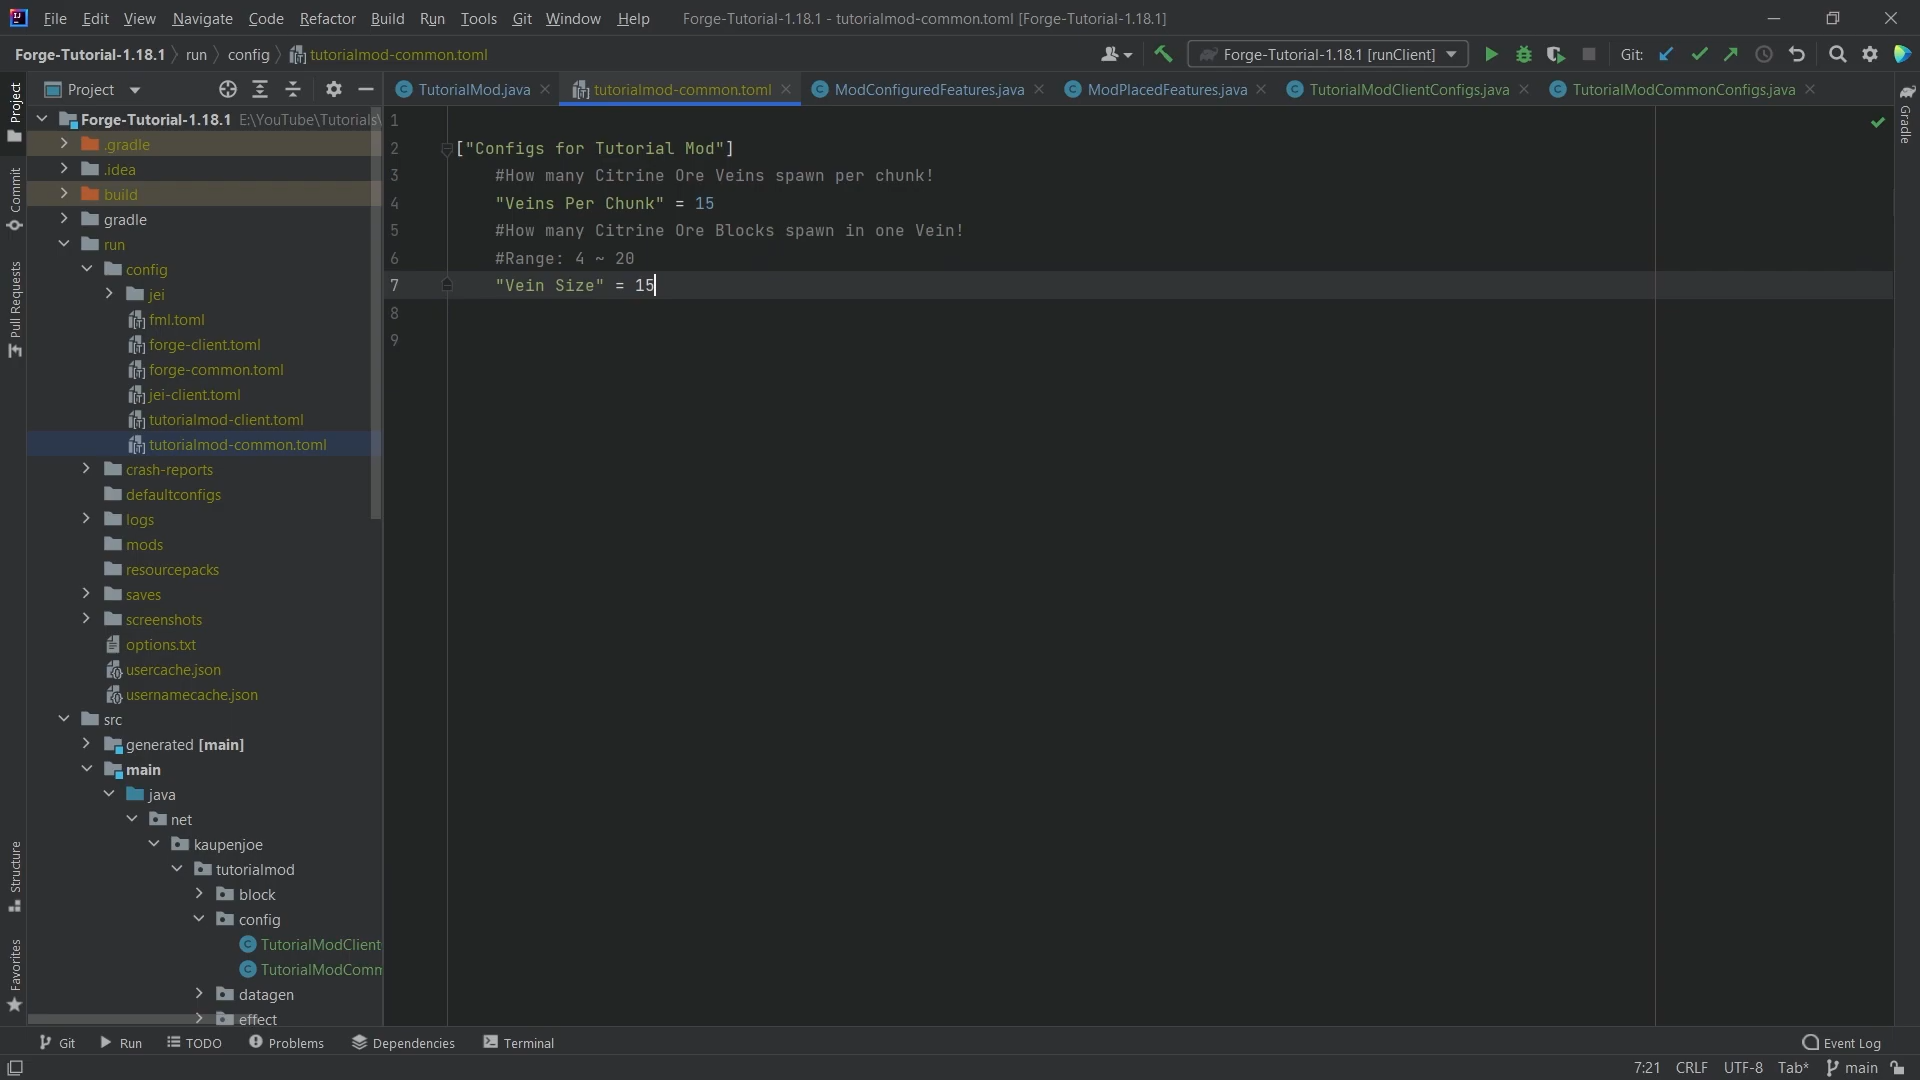 File Edit View Navigate Code Refactor Build Run Tools Git Window Help Forge-Tutorial-1.18.1 - tutorialmod-common.toml [Forge-Tutorial-1.18.1]
Forge-Tutorial-1.18.1 run config tutorialmod-common.toml Forge-Tutorial-1.18.1 [runClient] Git:
Project TutorialMod.java tutorialmod-common.toml ModConfiguredFeatures.java ModPlacedFeatures.java TutorialModClientConfigs.java TutorialModCommonConfigs.java
Project
Commit
Pull Requests
Structure
Favorites
Gradle
Forge-Tutorial-1.18.1 E:\YouTube\Tutorials\
.gradle
.idea
build
gradle
run
config
jei
fml.toml
forge-client.toml
forge-common.toml
jei-client.toml
tutorialmod-client.toml
tutorialmod-common.toml
crash-reports
defaultconfigs
logs
mods
resourcepacks
saves
screenshots
options.txt
usercache.json
usernamecache.json
src
generated [main]
main
java
net
kaupenjoe
tutorialmod
block
config
TutorialModClient
TutorialModComm
datagen
effect
1
2 ["Configs for Tutorial Mod"]
3 #How many Citrine Ore Veins spawn per chunk!
4 "Veins Per Chunk" = 15
5 #How many Citrine Ore Blocks spawn in one Vein!
6 #Range: 4 ~ 20
7 "Vein Size" = 15
8
9
Git Run TODO Problems Dependencies Terminal Event Log
7:21 CRLF UTF-8 Tab* main